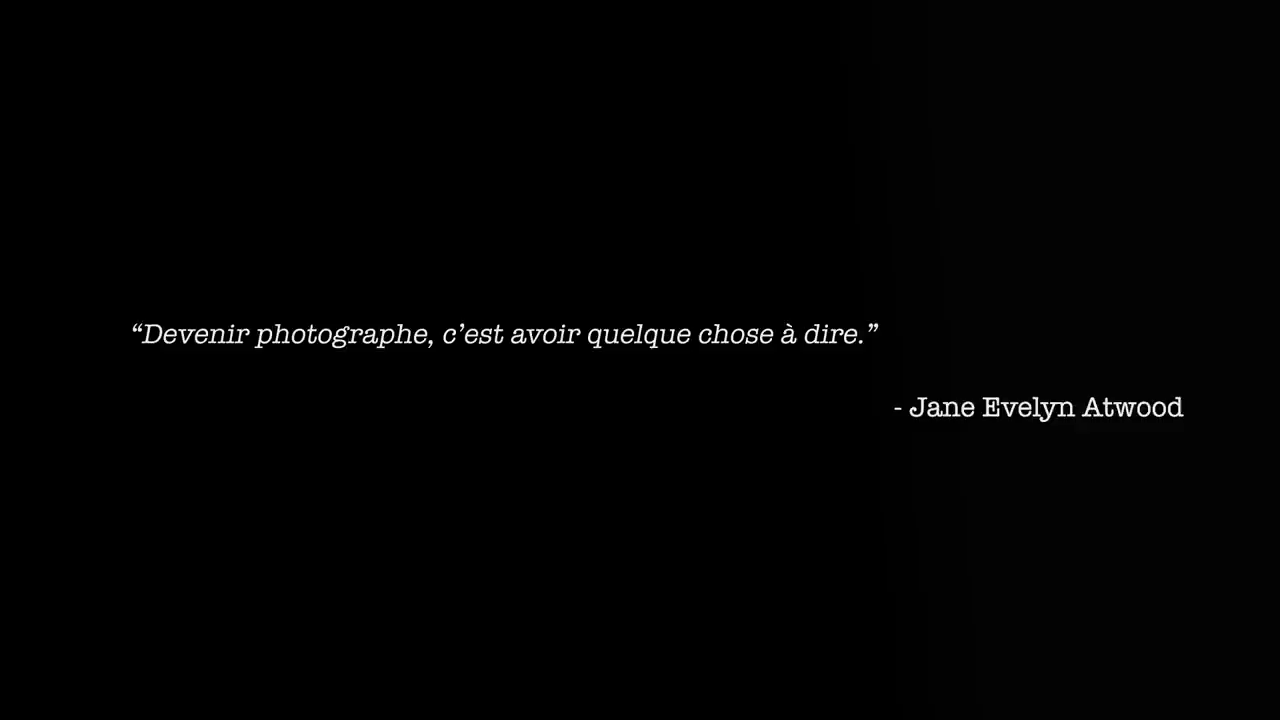 “Devenir photographe, c’est avoir quelque chose à dire.”
- Jane Evelyn Atwood